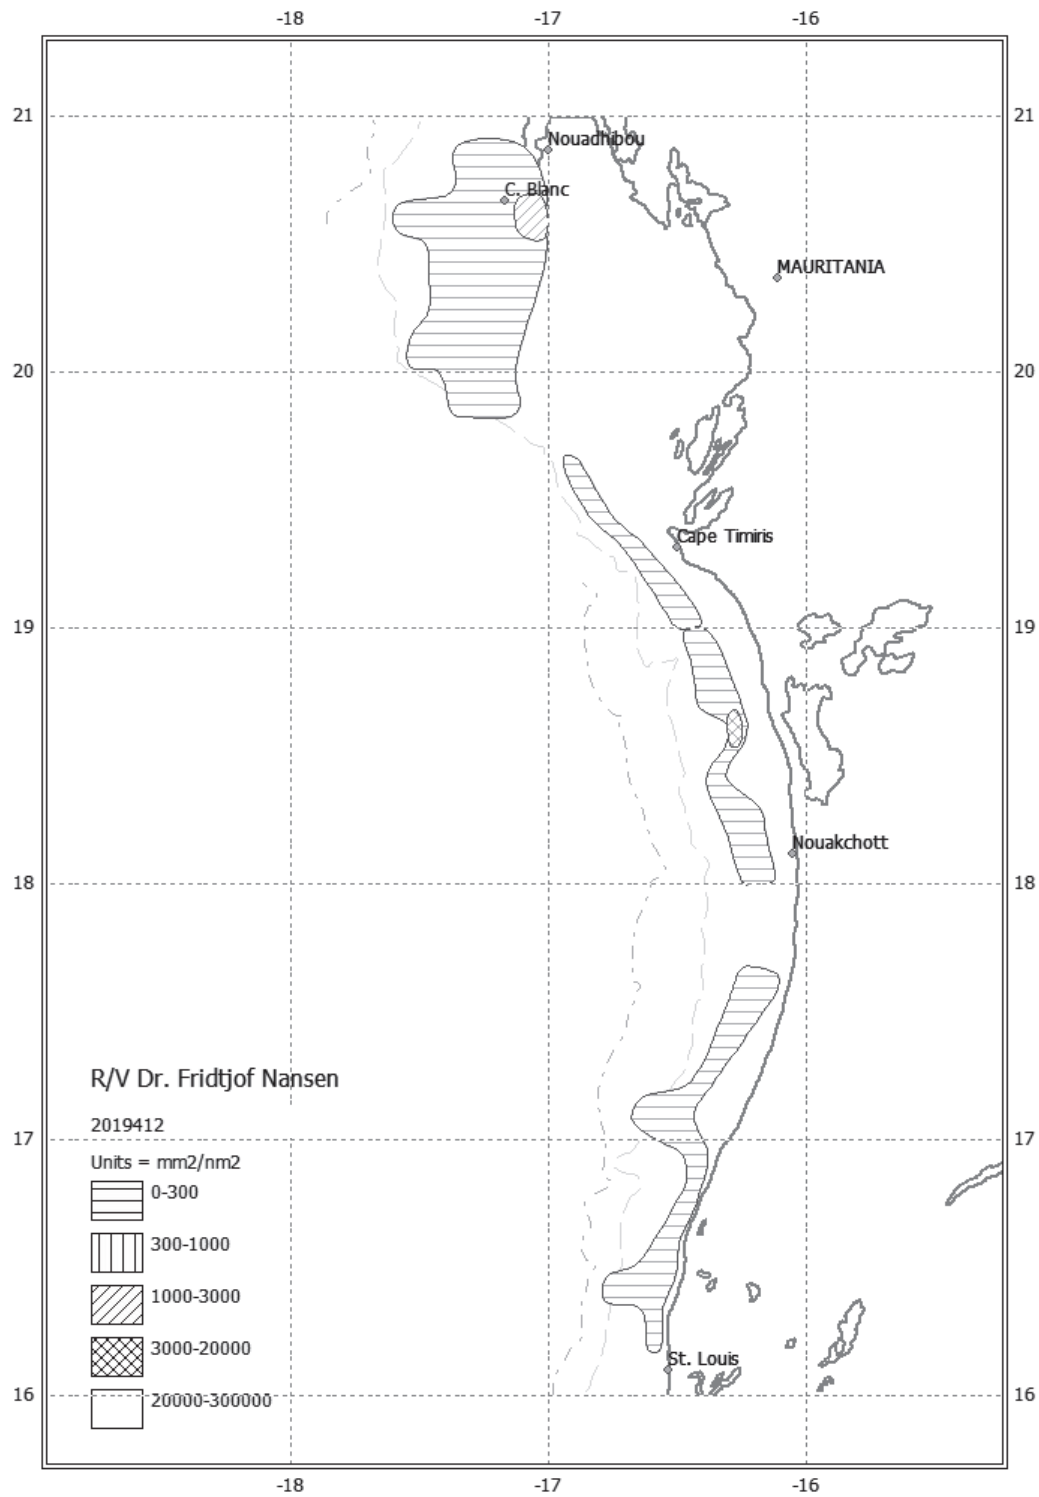 -18 -17 -16
21 21
Nouadhibou
C. Blanc
MAURITANIA
20 20
Cape Timiris
19 19
Nouakchott
18 18
R/V Dr. Fridtjof Nansen
2019412
17 17
Units = mm2/nm2
0-300
300-1000
1000-3000
3000-20000
St. Louis
16 16
20000-300000
-18 -17 -16